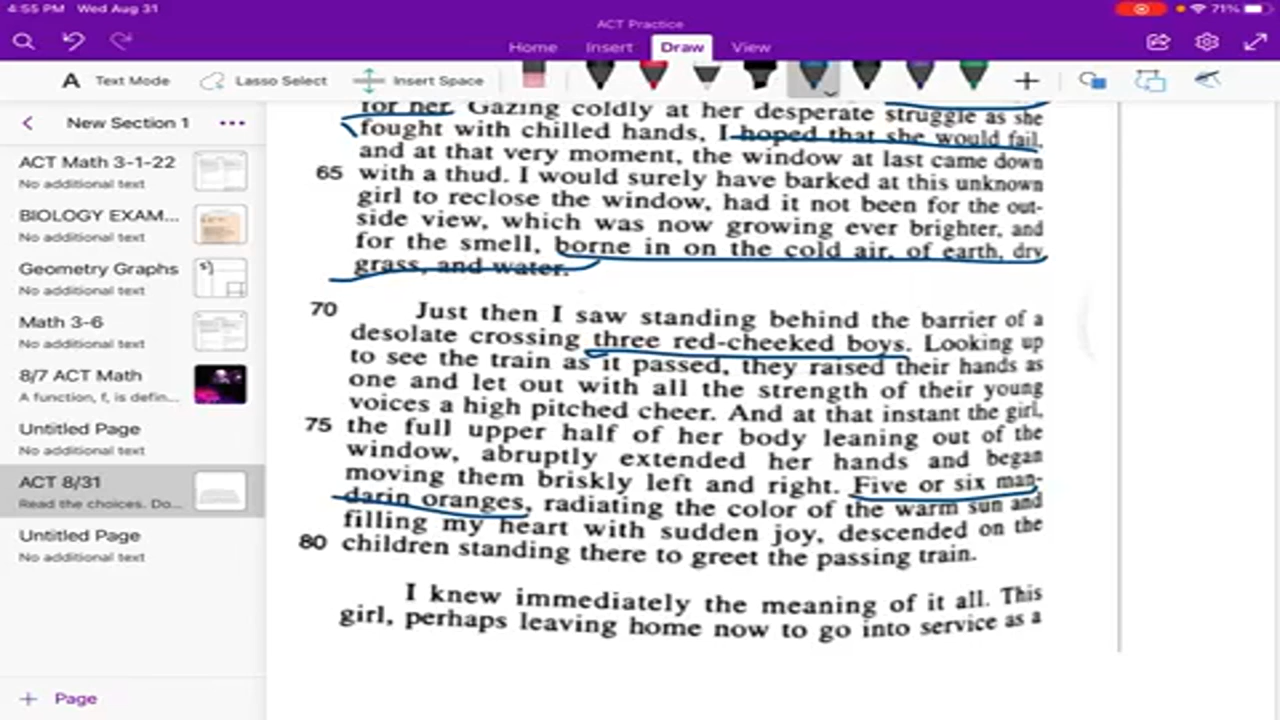 4:55 PM Wed Aug 31
71%
ACT Practice
Home Insert Draw View
Text Mode Lasso Select Insert Space
New Section 1
ACT Math 3-1-22
No additional text
BIOLOGY EXAM...
No additional text
Geometry Graphs
No additional text
Math 3-6
No additional text
8/7 ACT Math
A function, f, is defin...
Untitled Page
No additional text
ACT 8/31
Read the choices. Do...
Untitled Page
No additional text
+ Page
for her. Gazing coldly at her desperate struggle as she
fought with chilled hands, I hoped that she would fail,
and at that very moment, the window at last came down
65 with a thud. I would surely have barked at this unknown
girl to reclose the window, had it not been for the out-
side view, which was now growing ever brighter, and
for the smell, borne in on the cold air, of earth, dry
grass, and water.
70 Just then I saw standing behind the barrier of a
desolate crossing three red-cheeked boys. Looking up
to see the train as it passed, they raised their hands as
one and let out with all the strength of their young
voices a high pitched cheer. And at that instant the girl,
75 the full upper half of her body leaning out of the
window, abruptly extended her hands and began
moving them briskly left and right. Five or six man-
darin oranges, radiating the color of the warm sun and
filling my heart with sudden joy, descended on the
80 children standing there to greet the passing train.
I knew immediately the meaning of it all. This
girl, perhaps leaving home now to go into service as a